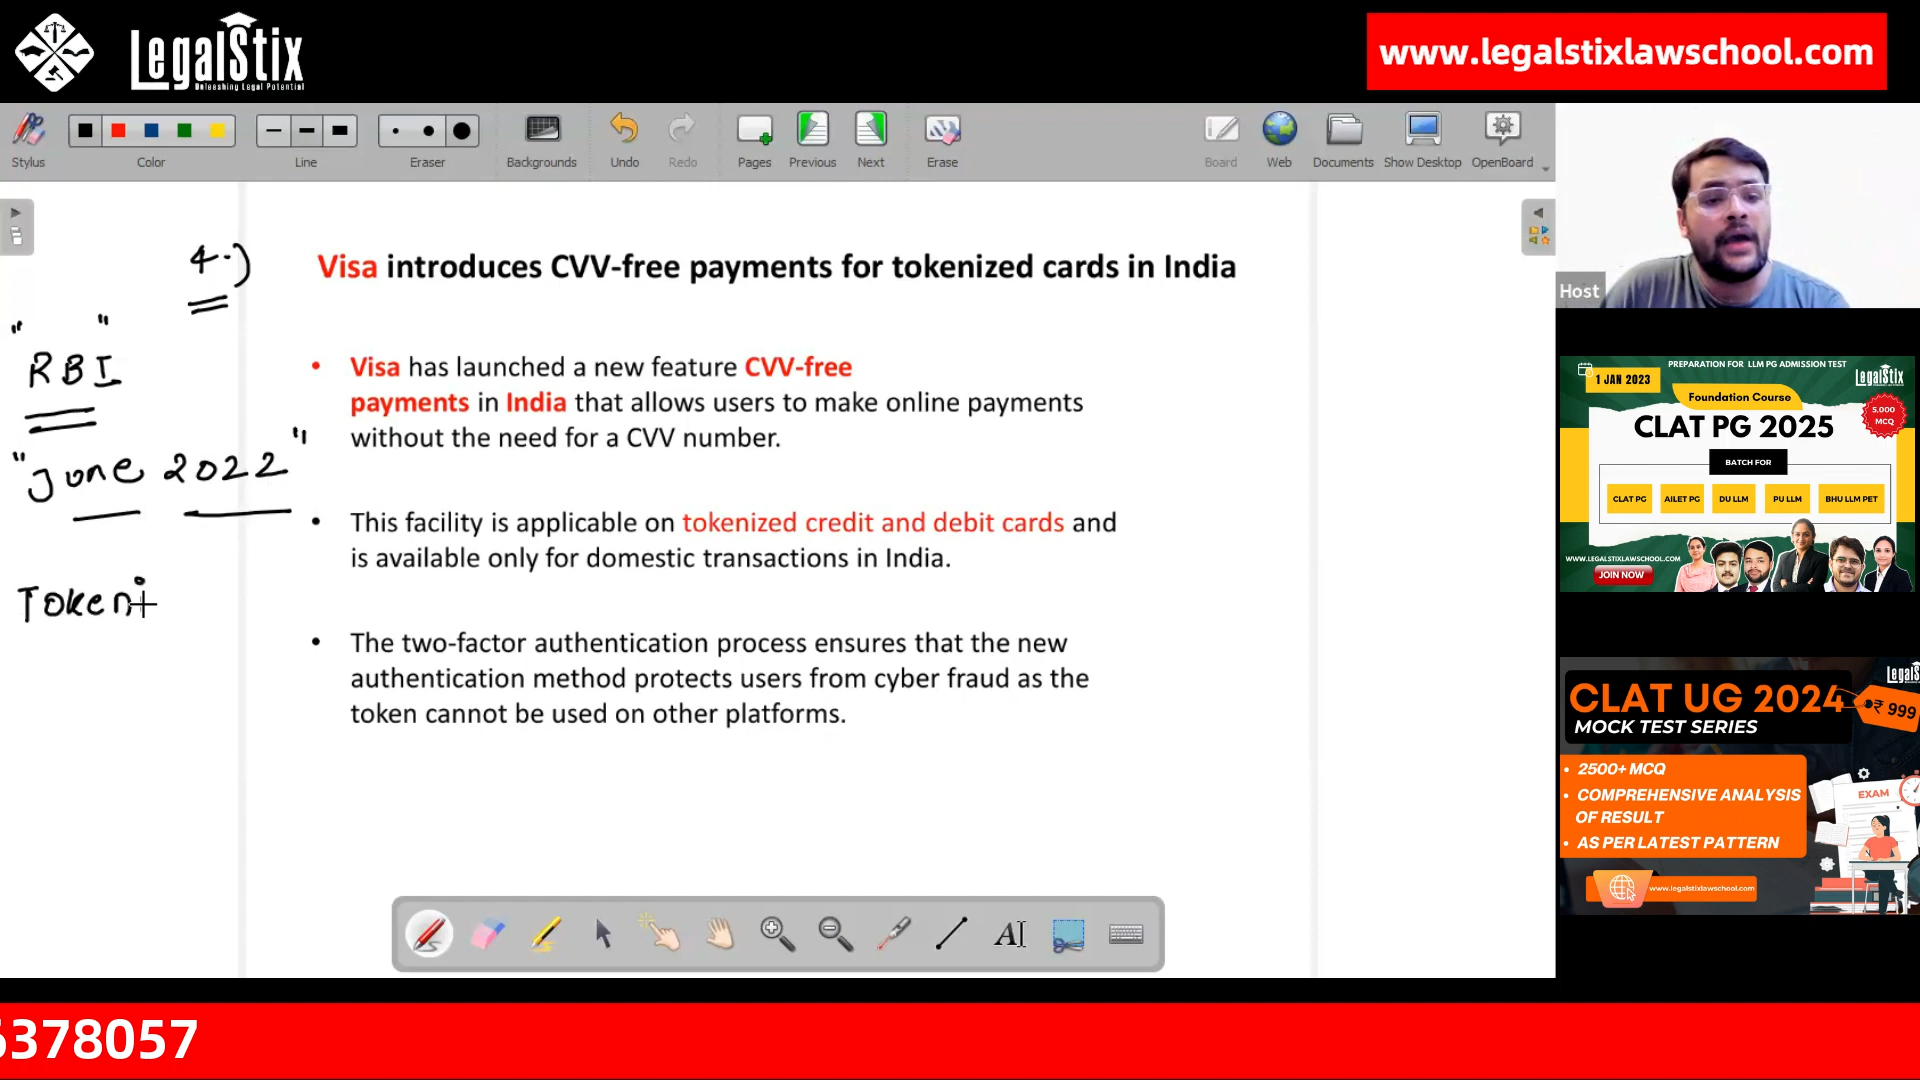 LegalStix
Unleashing Legal Potential
www.legalstixlawschool.com
Stylus
Color
Line
Eraser
Backgrounds
Undo
Redo
Pages
Previous
Next
Erase
Board
Web
Documents
Show Desktop
OpenBoard
4.)
Visa introduces CVV-free payments for tokenized cards in India
" "
RBI
"June 2022"
Tokeni
• Visa has launched a new feature CVV-free
payments in India that allows users to make online payments
without the need for a CVV number.
• This facility is applicable on tokenized credit and debit cards and
is available only for domestic transactions in India.
• The two-factor authentication process ensures that the new
authentication method protects users from cyber fraud as the
token cannot be used on other platforms.
Host
PREPARATION FOR LLM PG ADMISSION TEST
1 JAN 2023
LegalStix
Foundation Course
5,000
MCQ
CLAT PG 2025
BATCH FOR
CLAT PG
AILET PG
DU LLM
PU LLM
BHU LLM PET
WWW.LEGALSTIXLAWSCHOOL.COM
JOIN NOW
LegalS
CLAT UG 2024
₹ 999
MOCK TEST SERIES
• 2500+ MCQ
• COMPREHENSIVE ANALYSIS
OF RESULT
• AS PER LATEST PATTERN
EXAM
www.legalstixlawschool.com
AI
6378057